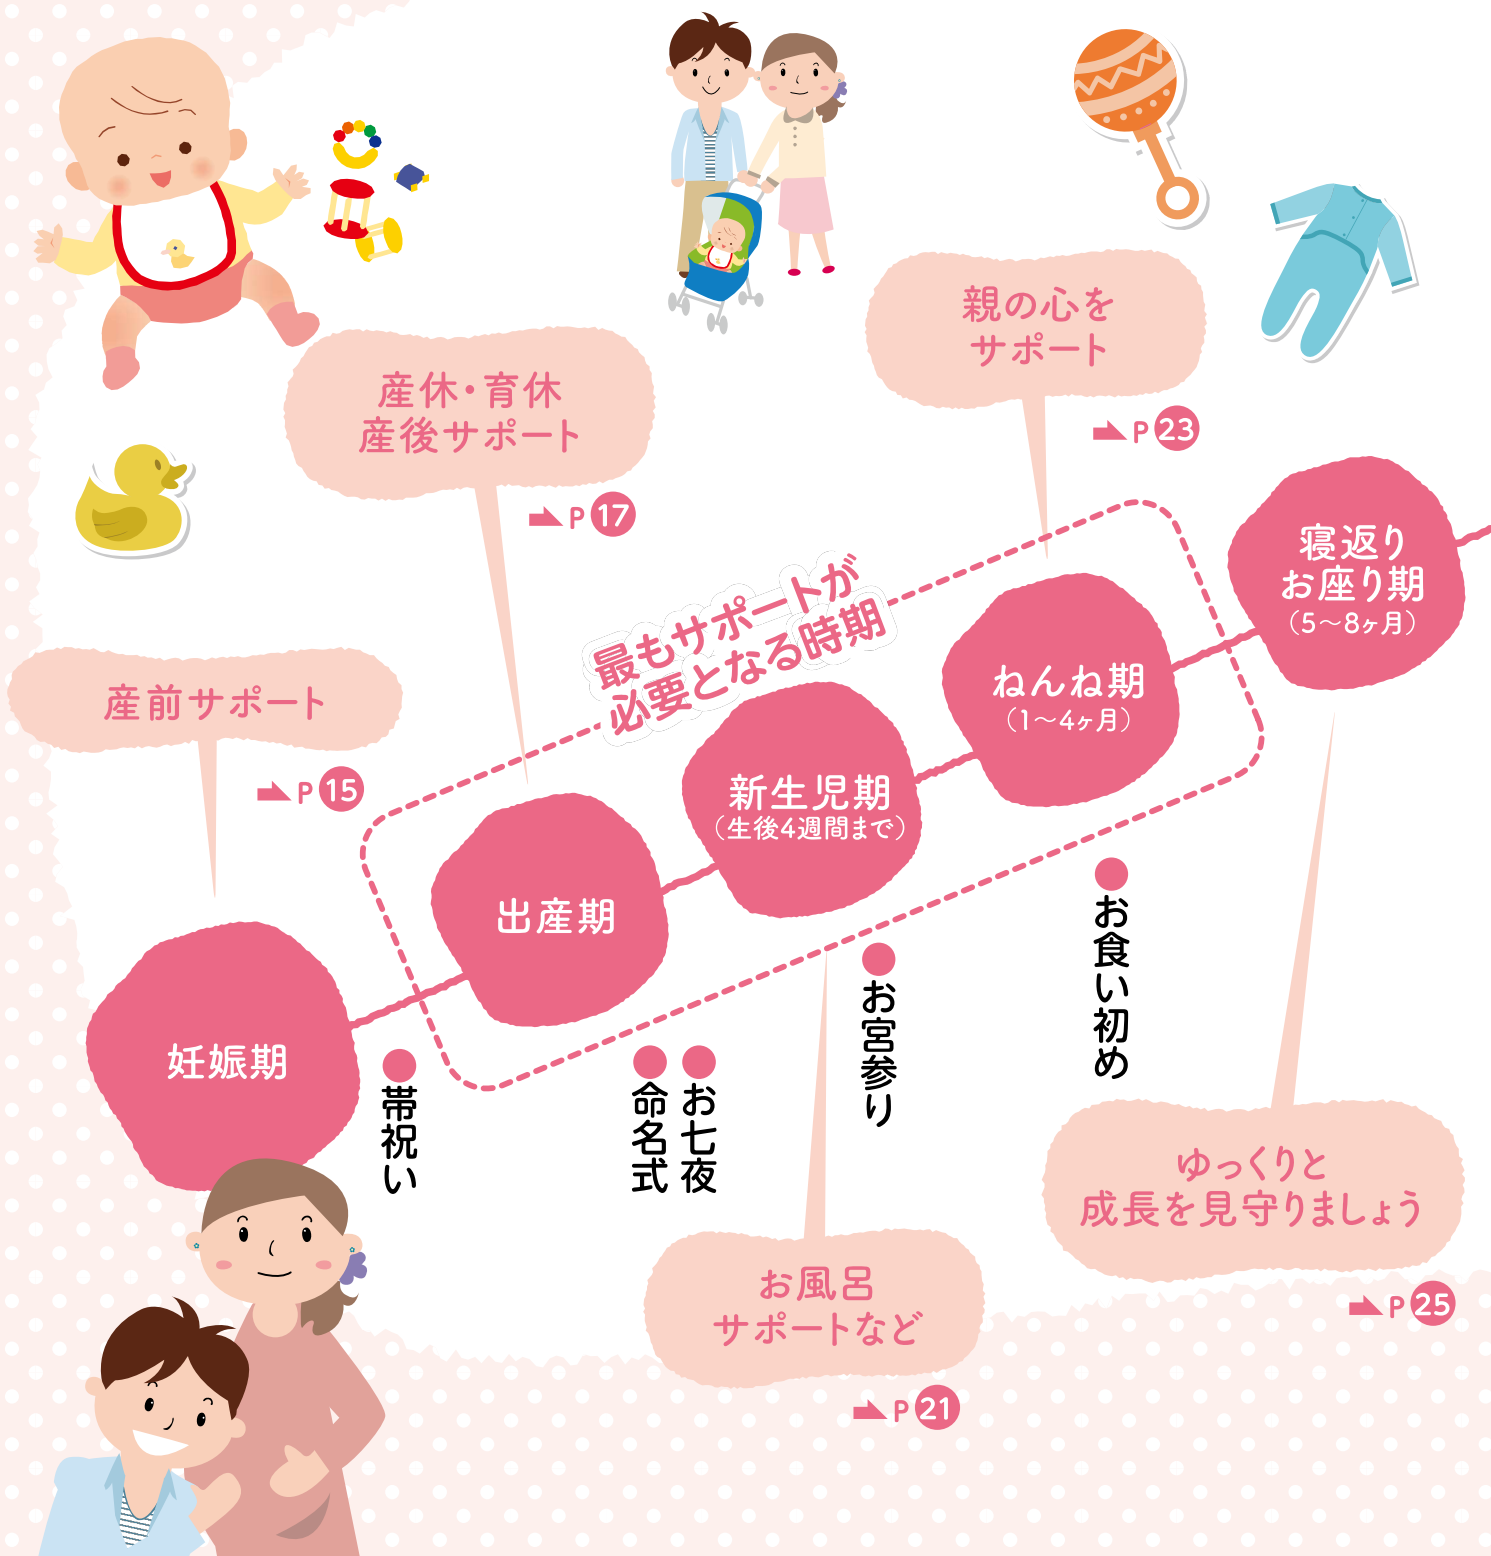 親の心を
サポート
P 23
産休・育休
産後サポート
P 17
寝返り
お座り期
(5〜8ヶ月)
最もサポートが
必要となる時期
産前サポート
P 15
ねんね期
(1〜4ヶ月)
新生児期
(生後4週間まで)
出産期
妊娠期
帯祝い
命名式
お七夜
お宮参り
お食い初め
ゆっくりと
成長を見守りましょう
P 25
お風呂
サポートなど
P 21